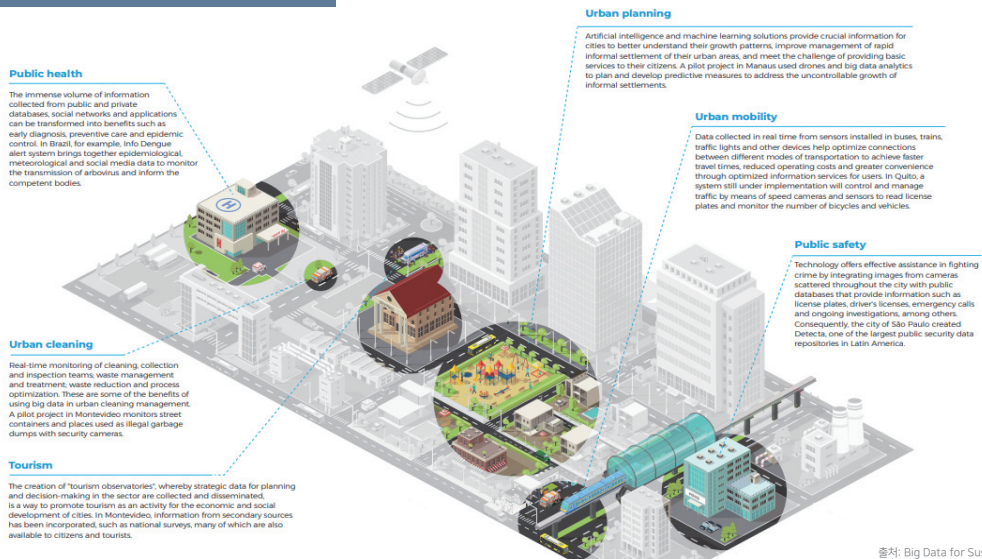 Urban planning
Artificial intelligence and machine learning solutions provide crucial information for
cities to better understand their growth patterns, improve management of rapid
informal settlement of their urban areas, and meet the challenge of providing basic
services to their citizens. A pilot project in Manaus used drones and big data analytics
to plan and develop predictive measures to address the uncontrollable growth of
informal settlements.
Public health
The immense volume of information
collected from public and private
databases, social networks and applications
can be transformed into benefits such as
early diagnosis, preventive care and epidemic
control. In Brazil, for example, Info Dengue
alert system brings together epidemiological,
meteorological and social media data to monitor
the transmission of arbovirus and inform the
competent bodies.
Urban mobility
Data collected in real time from sensors installed in buses, trains,
traffic lights and other devices help optimize connections
between different modes of transportation to achieve faster
travel times, reduced operating costs and greater convenience
through optimized information services for users. In Quito, a
system still under implementation will control and manage
traffic by means of speed cameras and sensors to read license
plates and monitor the number of bicycles and vehicles.
Public safety
Technology offers effective assistance in fighting
crime by integrating images from cameras
scattered throughout the city with public
databases that provide information such as
license plates, driver's licenses, emergency calls
and ongoing investigations, among others.
Consequently, the city of São Paulo created
Detecta, one of the largest public security data
repositories in Latin America.
Urban cleaning
Real-time monitoring of cleaning, collection
and inspection teams; waste management
and treatment; waste reduction and process
optimization. These are some of the benefits of
using big data in urban cleaning management.
A pilot project in Montevideo monitors street
containers and places used as illegal garbage
dumps with security cameras.
Tourism
The creation of "tourism observatories", whereby strategic data for planning
and decision-making in the sector are collected and disseminated,
is a way to promote tourism as an activity for the economic and social
development of cities. In Montevideo, information from secondary sources
has been incorporated, such as national surveys, many of which are also
available to citizens and tourists.
H
출처: Big Data for Sus